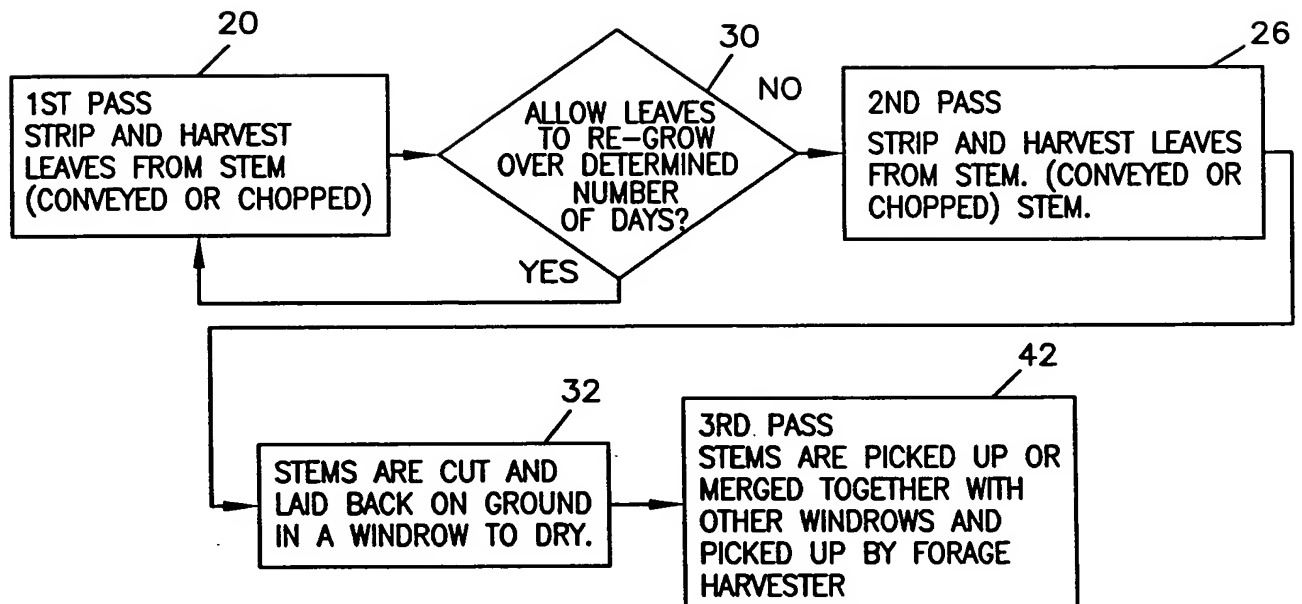 20
1ST PASS
STRIP AND HARVEST
LEAVES FROM STEM
(CONVEYED OR CHOPPED)
30
ALLOW LEAVES
TO RE-GROW
OVER DETERMINED
NUMBER
OF DAYS?
NO
YES
26
2ND PASS
STRIP AND HARVEST LEAVES
FROM STEM. (CONVEYED OR
CHOPPED) STEM.
32
STEMS ARE CUT AND
LAID BACK ON GROUND
IN A WINDROW TO DRY.
42
3RD PASS
STEMS ARE PICKED UP OR
MERGED TOGETHER WITH
OTHER WINDROWS AND
PICKED UP BY FORAGE
HARVESTER